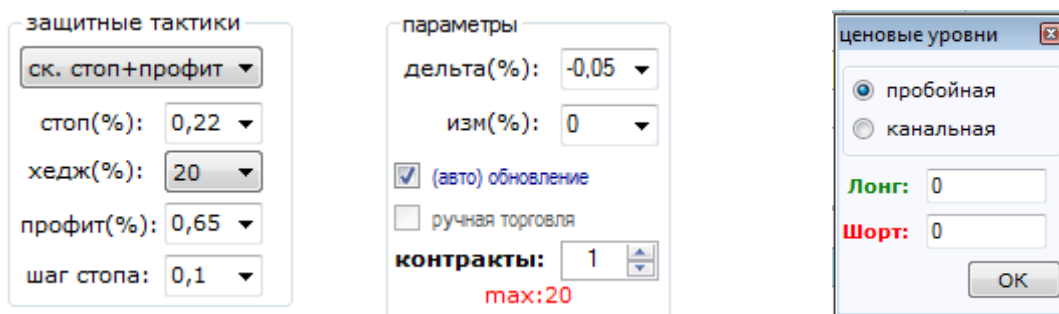 защитные тактики
ск. стоп+профит
стоп(%): 0,22
хедж(%): 20
профит(%): 0,65
шаг стопа: 0,1
параметры
дельта(%): -0,05
изм(%): 0
(авто) обновление
ручная торговля
контракты: 1
max:20
ценовые уровни
пробойная
канальная
Лонг: 0
Шорт: 0
ОК